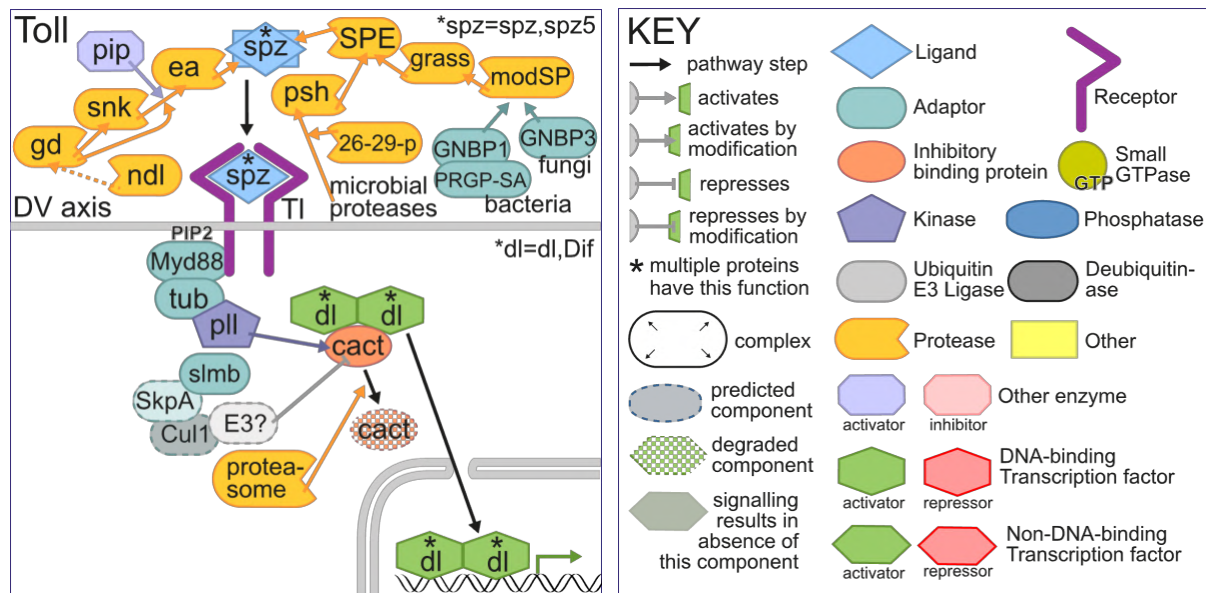 Toll
*spz=spz,spz5
pip
ea
*
spz
SPE
grass
modSP
snk
psh
gd
26-29-p
GNBP1
GNBP3
fungi
ndl
*
spz
microbial
proteases
PRGP-SA
bacteria
DV axis
Tl
PIP2
*dl=dl,Dif
Myd88
tub
pll
*
dl
*
dl
cact
slmb
SkpA
Cul1
E3?
cact
protea-
some
*
dl
*
dl
KEY
pathway step
activates
activates by
modification
represses
represses by
modification
* multiple proteins
have this function
complex
predicted
component
degraded
component
signalling
results in
absence of
this component
Ligand
Adaptor
Inhibitory
binding protein
Kinase
Ubiquitin
E3 Ligase
Protease
Receptor
Small
GTPase
GTP
Phosphatase
Deubiquitin-
ase
Other
Other enzyme
activator
inhibitor
DNA-binding
Transcription factor
activator
repressor
Non-DNA-binding
Transcription factor
activator
repressor